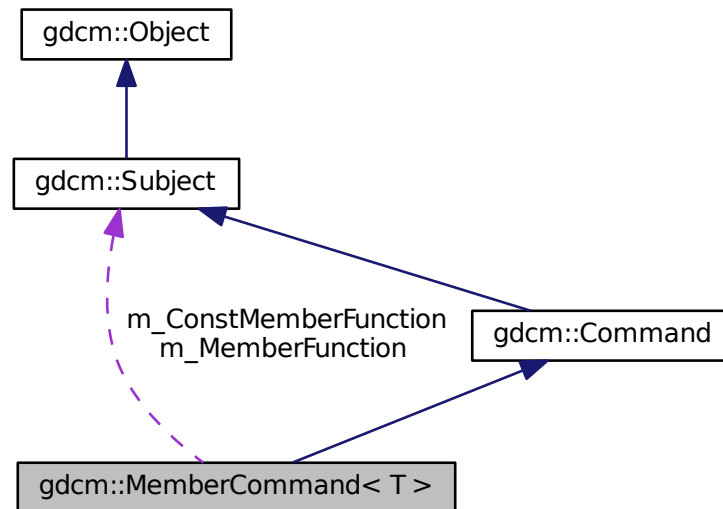 gdcm::Object
gdcm::Subject
m_ConstMemberFunction
m_MemberFunction
gdcm::Command
gdcm::MemberCommand< T >